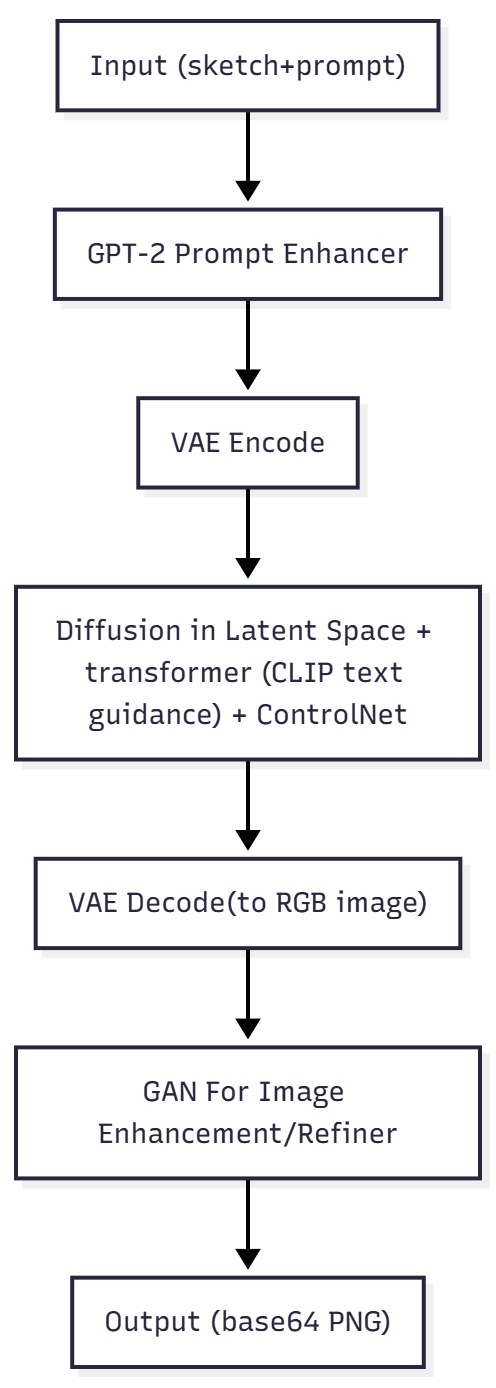 Input (sketch+prompt)
GPT-2 Prompt Enhancer
VAE Encode
Diffusion in Latent Space +
transformer (CLIP text
guidance) + ControlNet
VAE Decode(to RGB image)
GAN For Image
Enhancement/Refiner
Output (base64 PNG)